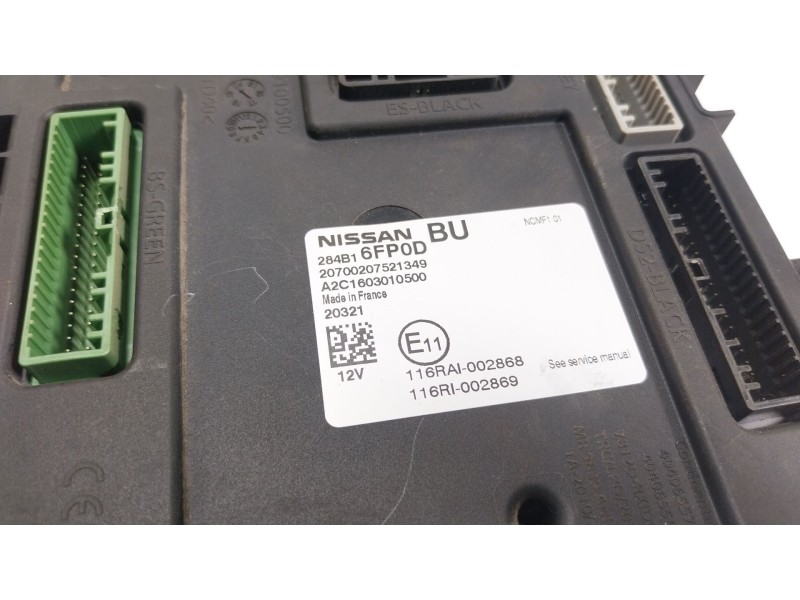 ES-BLACK
BS-GREEN
DS2-BLACK
NISSAN BU
NCMF1.01
284B1 6FP0D
20700207521349
A2C1603010500
Made in France
20321
E11
12V
116RAI-002868
116RI-002869
See service manual
CE